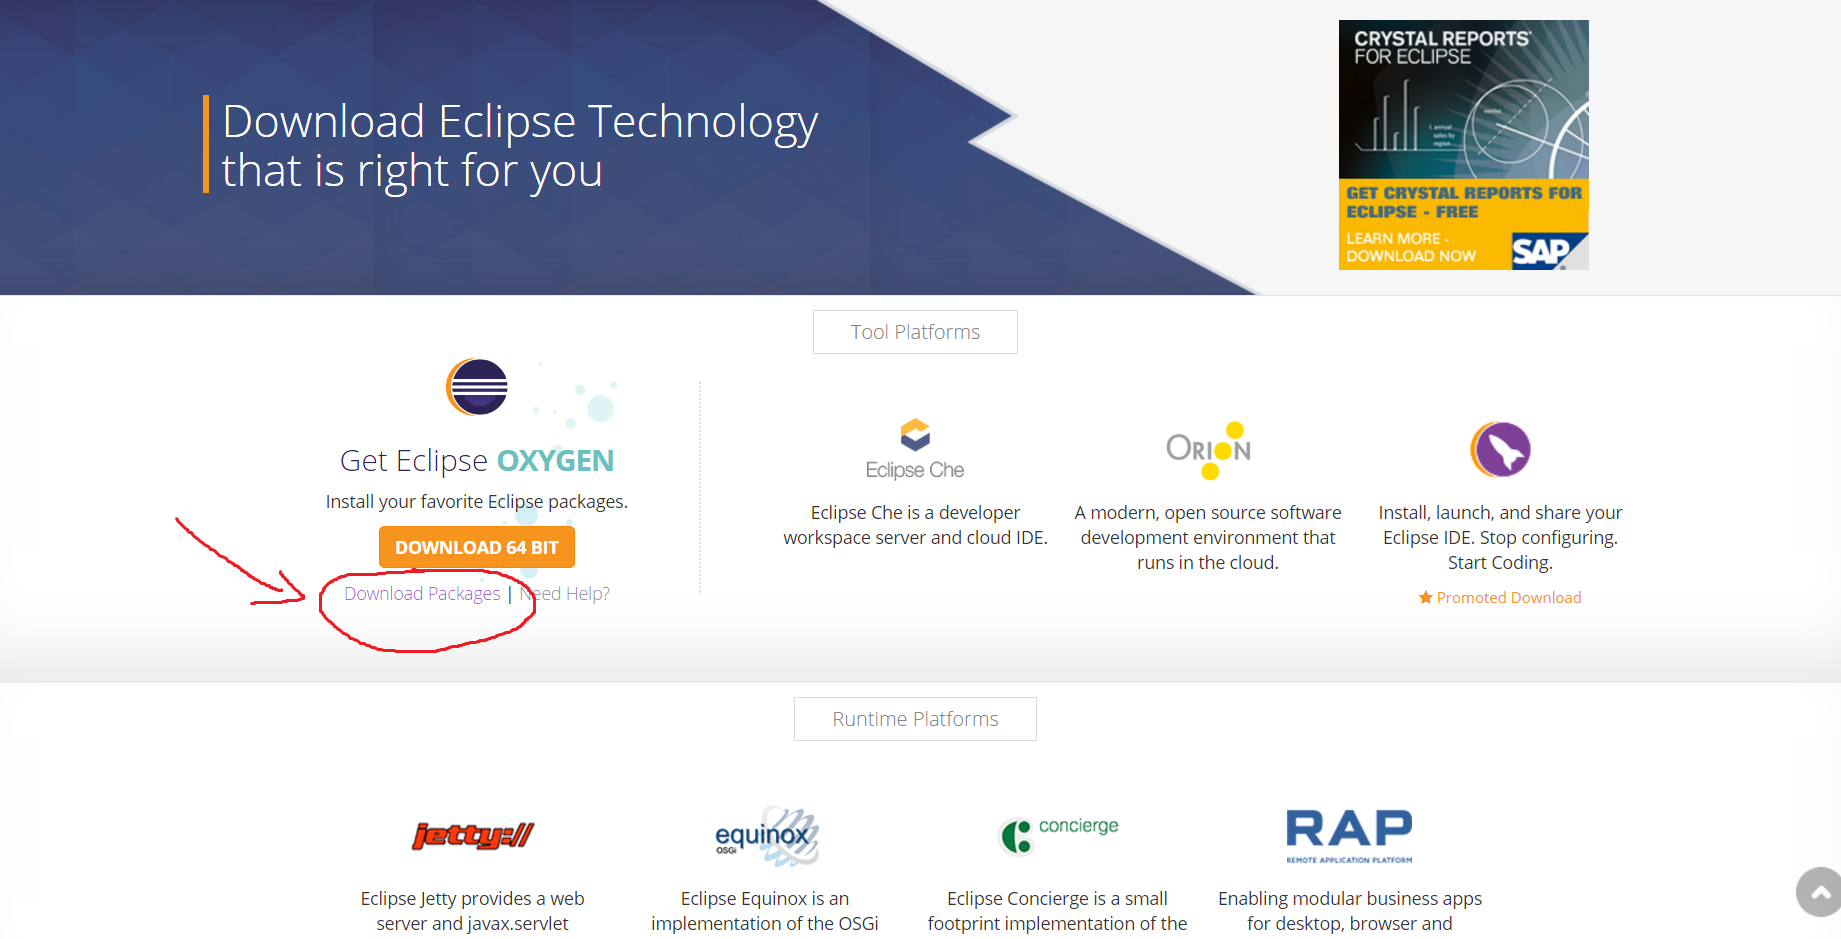 Download Eclipse Technology
that is right for you
CRYSTAL REPORTS®
FOR ECLIPSE
vertex
1. annual
sales by
region
GET CRYSTAL REPORTS FOR
ECLIPSE - FREE
LEARN MORE -
DOWNLOAD NOW
SAP
Tool Platforms
Get Eclipse OXYGEN
Install your favorite Eclipse packages.
DOWNLOAD 64 BIT
Download Packages | Need Help?
Eclipse Che
Eclipse Che is a developer
workspace server and cloud IDE.
ORION
A modern, open source software
development environment that
runs in the cloud.
Install, launch, and share your
Eclipse IDE. Stop configuring.
Start Coding.
Promoted Download
Runtime Platforms
jetty://
Eclipse Jetty provides a web
server and javax.servlet
equinox
OSGi
Eclipse Equinox is an
implementation of the OSGi
concierge
Eclipse Concierge is a small
footprint implementation of the
RAP
REMOTE APPLICATION PLATFORM
Enabling modular business apps
for desktop, browser and